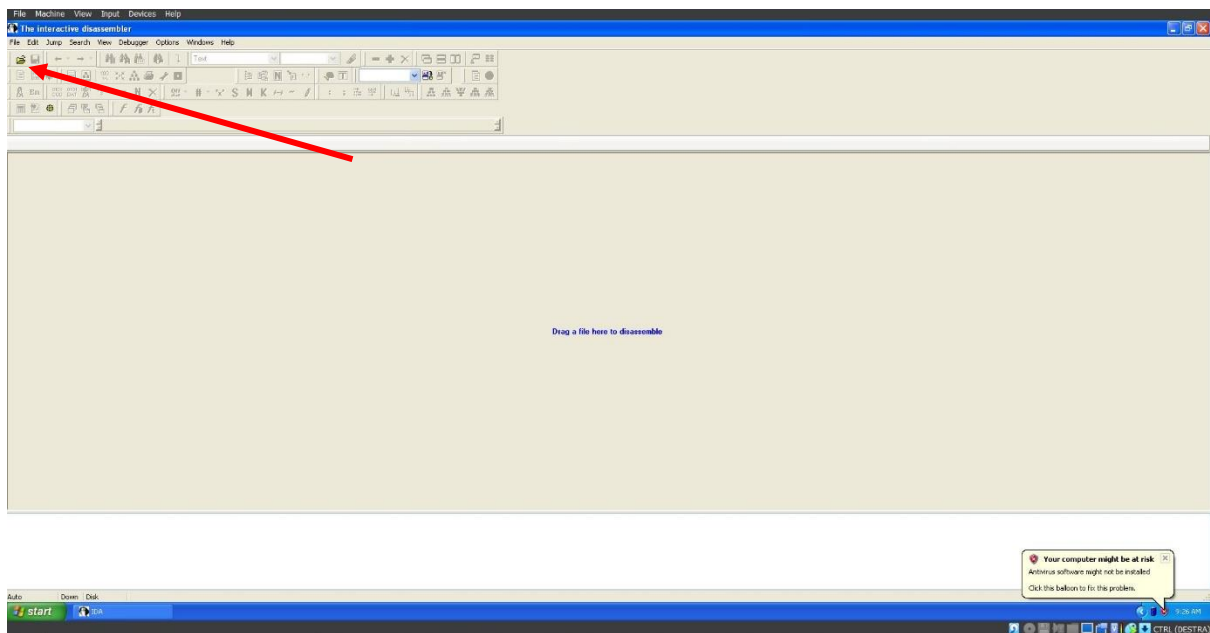 File Machine View Input Devices Help
The interactive disassembler
File Edit Jump Search View Debugger Options Windows Help
Text
Drag a file here to disassemble
Your computer might be at risk
Antivirus software might not be installed
Click this balloon to fix this problem.
Auto Down Disk
start IDA 9:26 AM
CTRL (DESTRA)